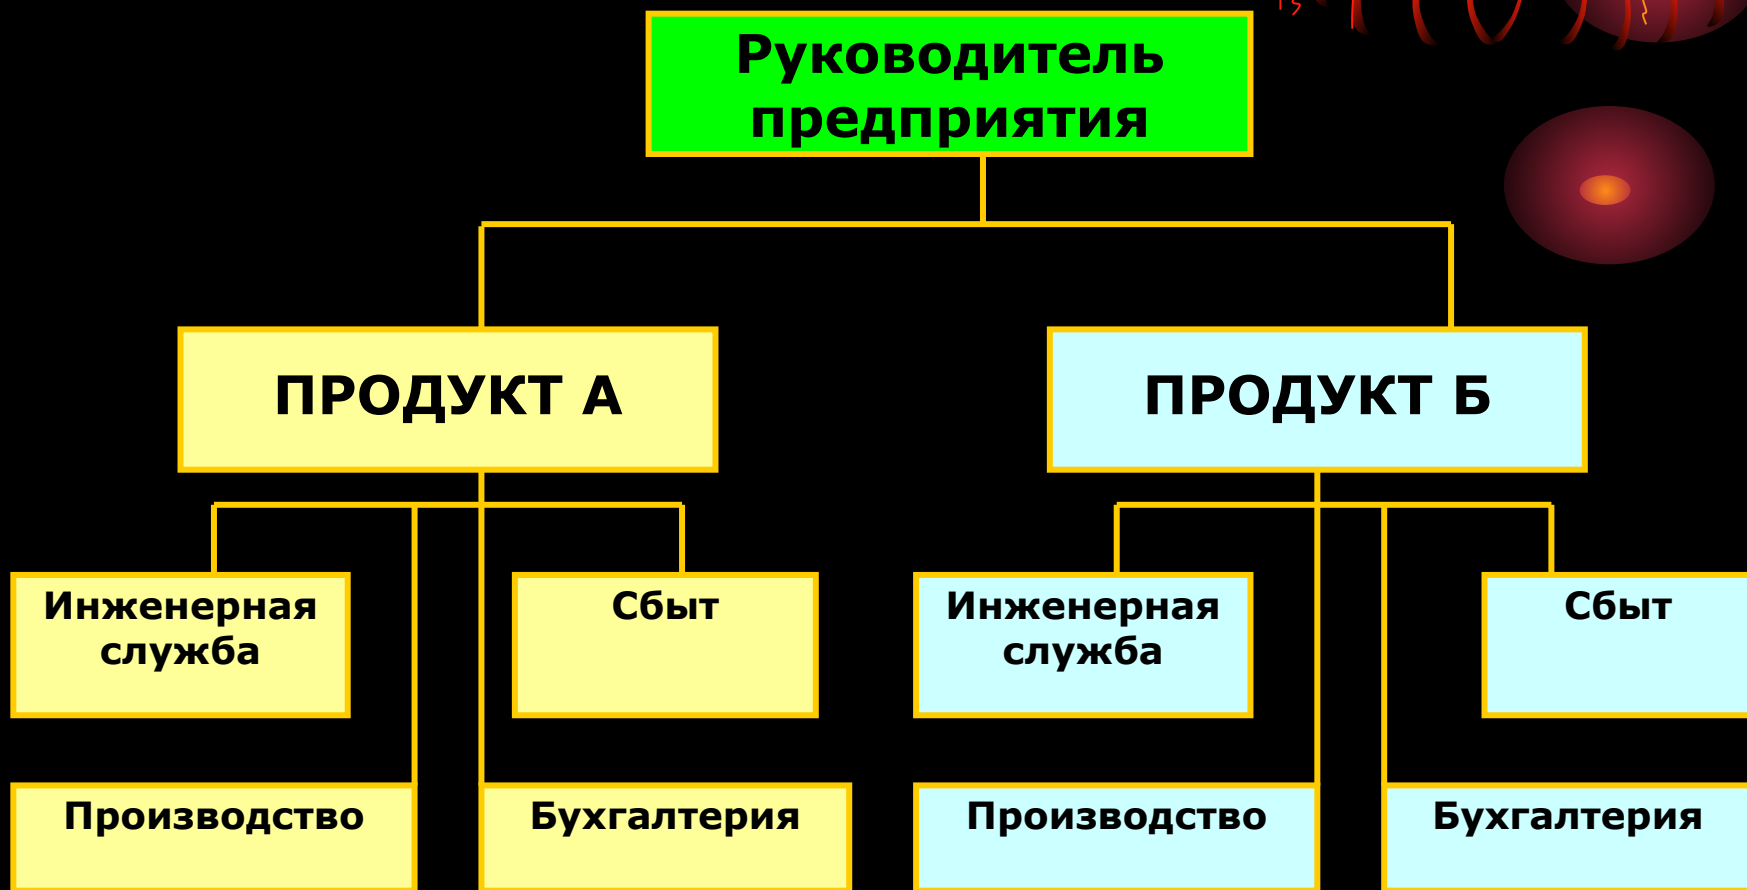 Руководитель
предприятия
ПРОДУКТ А
ПРОДУКТ Б
Инженерная
служба
Сбыт
Инженерная
служба
Сбыт
Производство
Бухгалтерия
Производство
Бухгалтерия